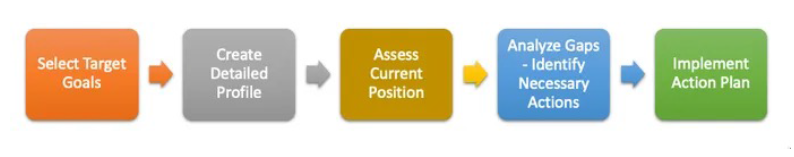 Select Target
Goals
Create
Detailed
Profile
Assess
Current
Position
Analyze Gaps
- Identify
Necessary
Actions
Implement
Action Plan